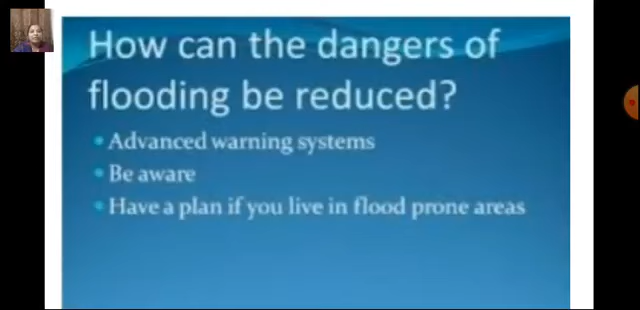 How can the dangers of
flooding be reduced?
Advanced warning systems
Be aware
Have a plan if you live in flood prone areas